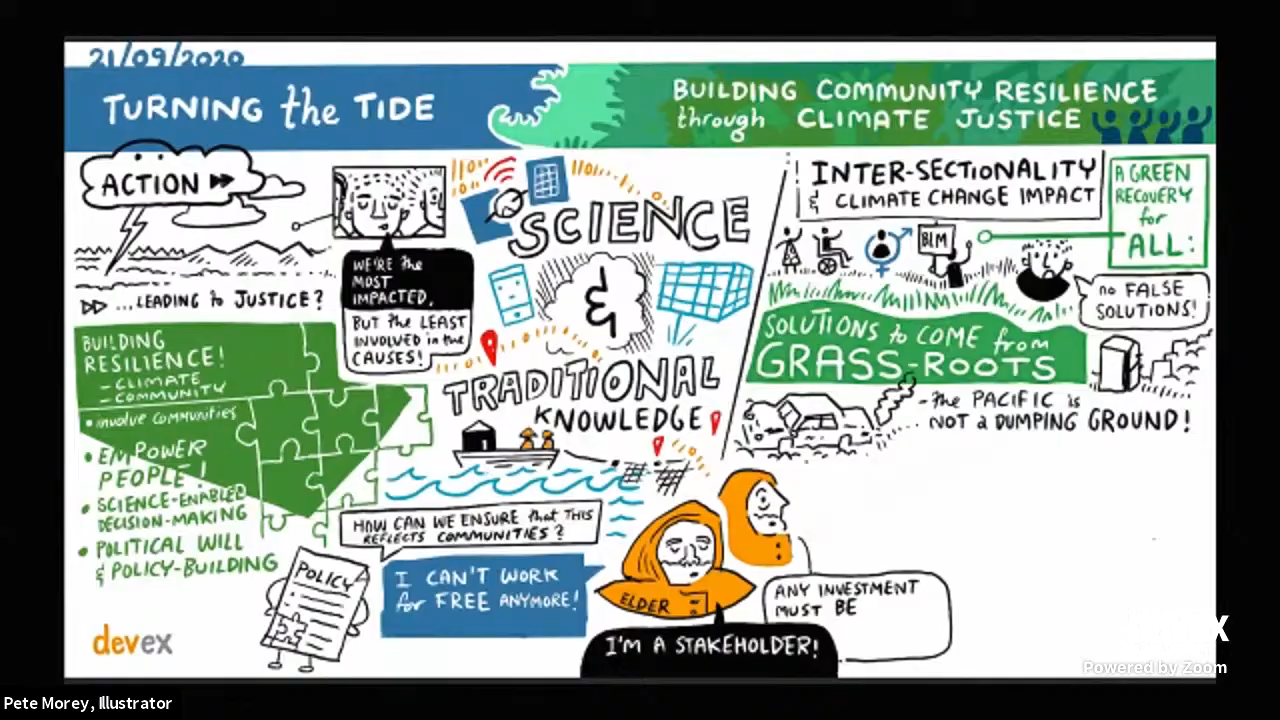 21/09/2020
TURNING the TIDE
BUILDING COMMUNITY RESILIENCE
through CLIMATE JUSTICE
ACTION
...LEADING to JUSTICE?
WE'RE the
MOST
IMPACTED,
BUT the LEAST
INVOLVED in the
CAUSES!
SCIENCE
&
TRADITIONAL
KNOWLEDGE
INTER-SECTIONALITY
& CLIMATE CHANGE IMPACT
A GREEN
RECOVERY
for
ALL:
BLM
no FALSE
SOLUTIONS!
SOLUTIONS to COME from
GRASS-ROOTS
- the PACIFIC is
NOT a DUMPING GROUND!
BUILDING
RESILIENCE!
- CLIMATE
- COMMUNITY
• involve COMMUNITIES
• EMPOWER
PEOPLE!
• SCIENCE-ENABLED
DECISION-MAKING
• POLITICAL WILL
& POLICY-BUILDING
POLICY
HOW CAN WE ENSURE that THIS
REFLECTS COMMUNITIES?
I CAN'T WORK
for FREE ANYMORE!
ELDER
I'M A STAKEHOLDER!
ANY INVESTMENT
MUST BE
devex
X
Powered by Zoom
Pete Morey, Illustrator